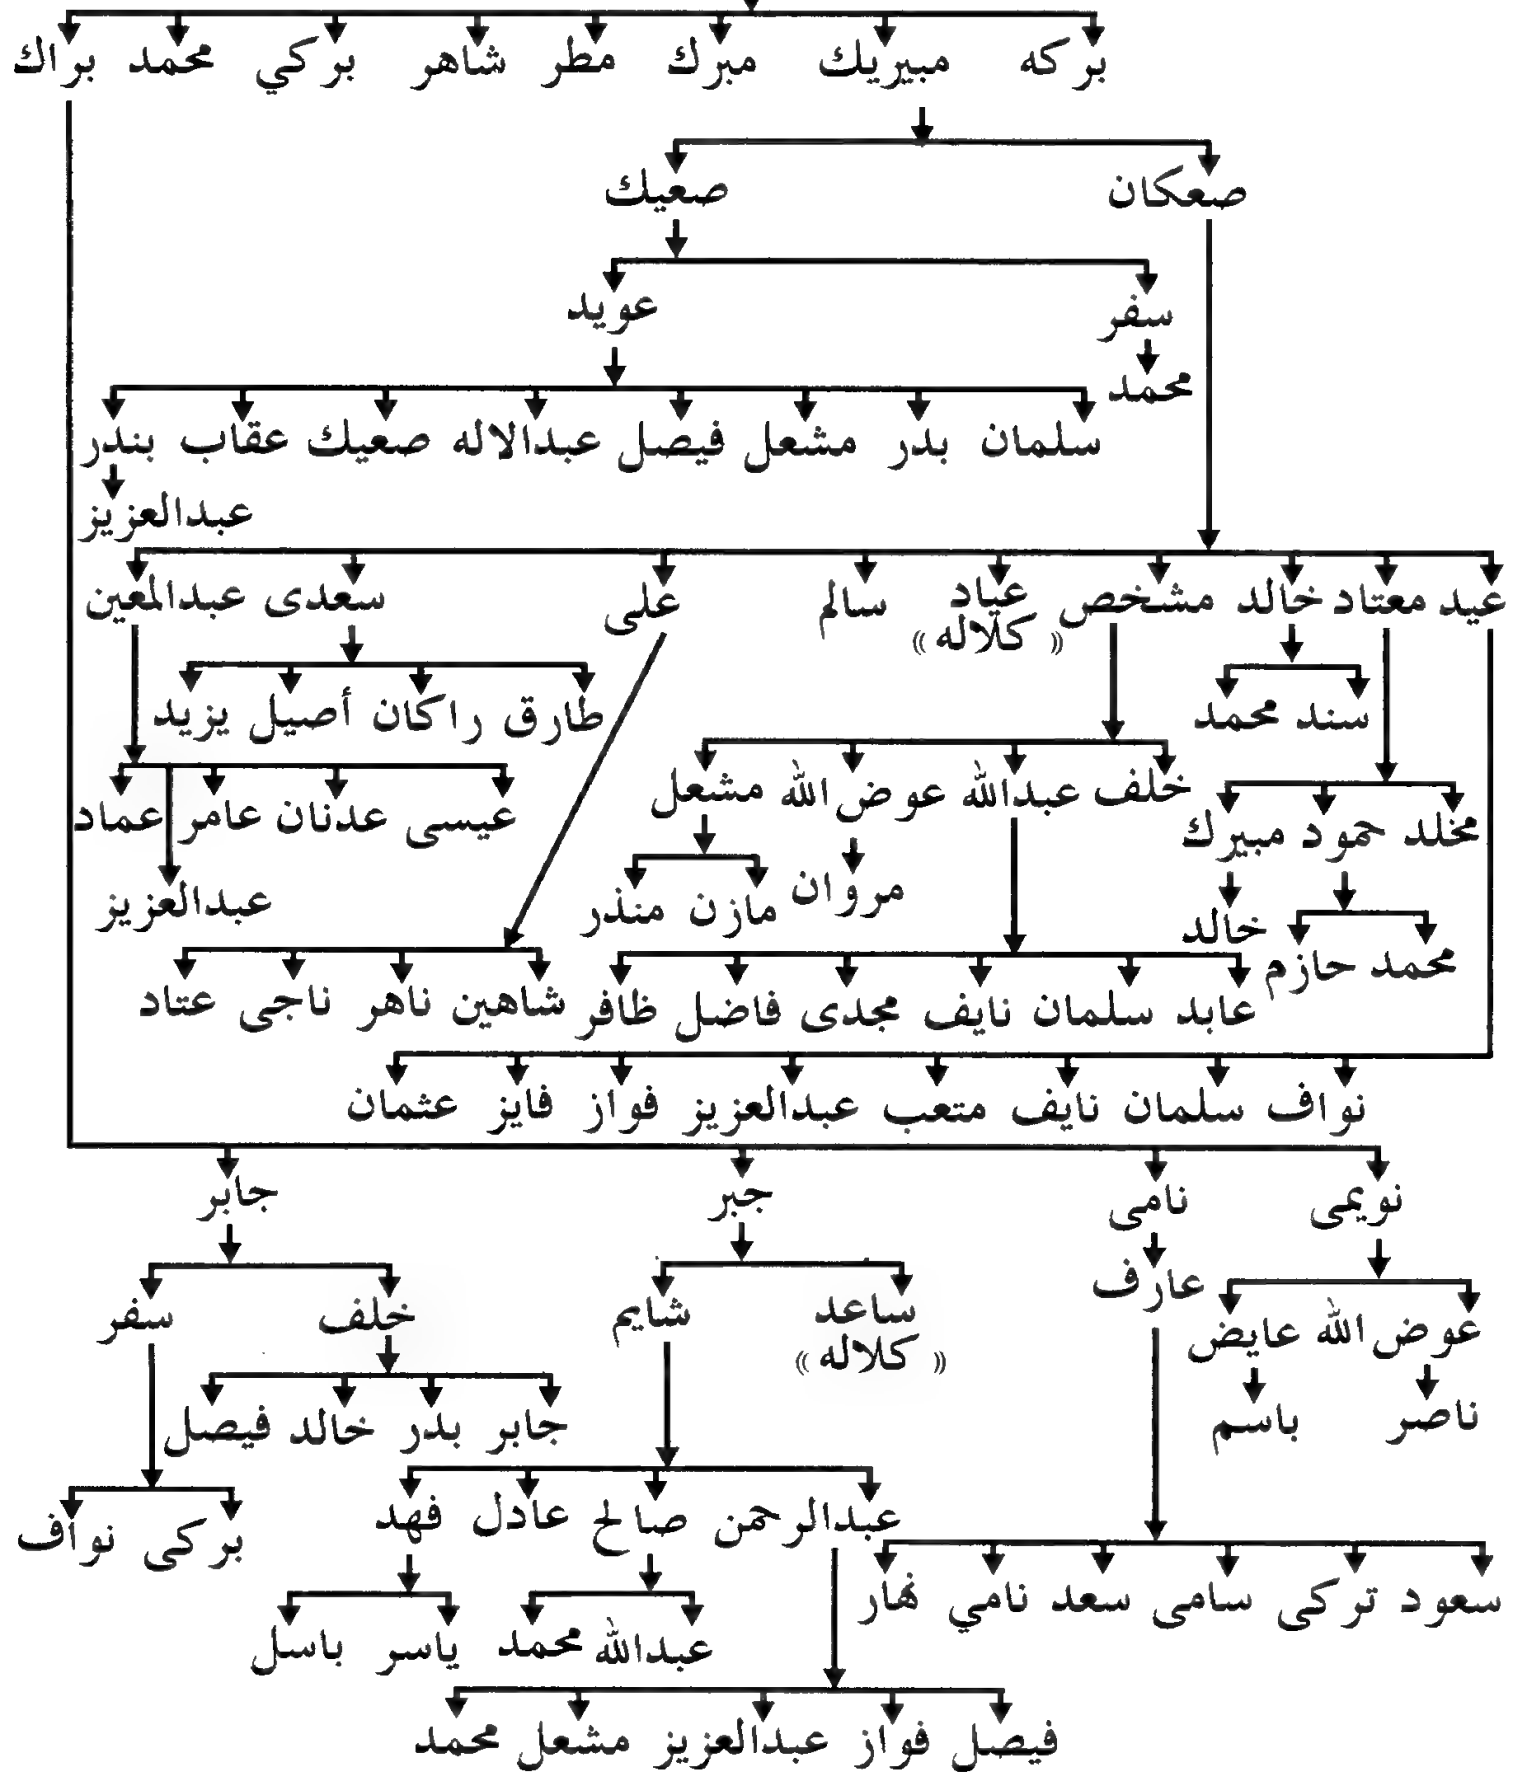 بركه مبيريك مبرك مطر شاهر بركي محمد براك
صعكان صعيك
سفر عويد
محمد
سلمان بدر مشعل فيصل عبدالاله صعيك عقاب بندر
عبدالعزيز
عيد معتاد خالد مشخص عياد سالم على سعدى عبدالمعين
« كلاله »
سند محمد طارق راكان أصيل يزيد
خلف عبدالله عوض الله مشعل
مخلد حمود مبيرك عيسى عدنان عامر عماد
مروان مازن منذر عبدالعزيز
خالد
محمد حازم
عابد سلمان نايف مجدى فاضل ظافر شاهين ناهر ناجى عتاد
نواف سلمان نايف متعب عبدالعزيز فواز فايز عثمان
نويمى نامى جبر جابر
عارف
عوض الله عايض ساعد شايم خلف سفر
« كلاله »
ناصر باسم جابر بدر خالد فيصل
عبدالرحمن صالح عادل فهد بركى نواف
سعود تركى سامى سعد نامي نهار
عبدالله محمد ياسر باسل
فيصل فواز عبدالعزيز مشعل محمد